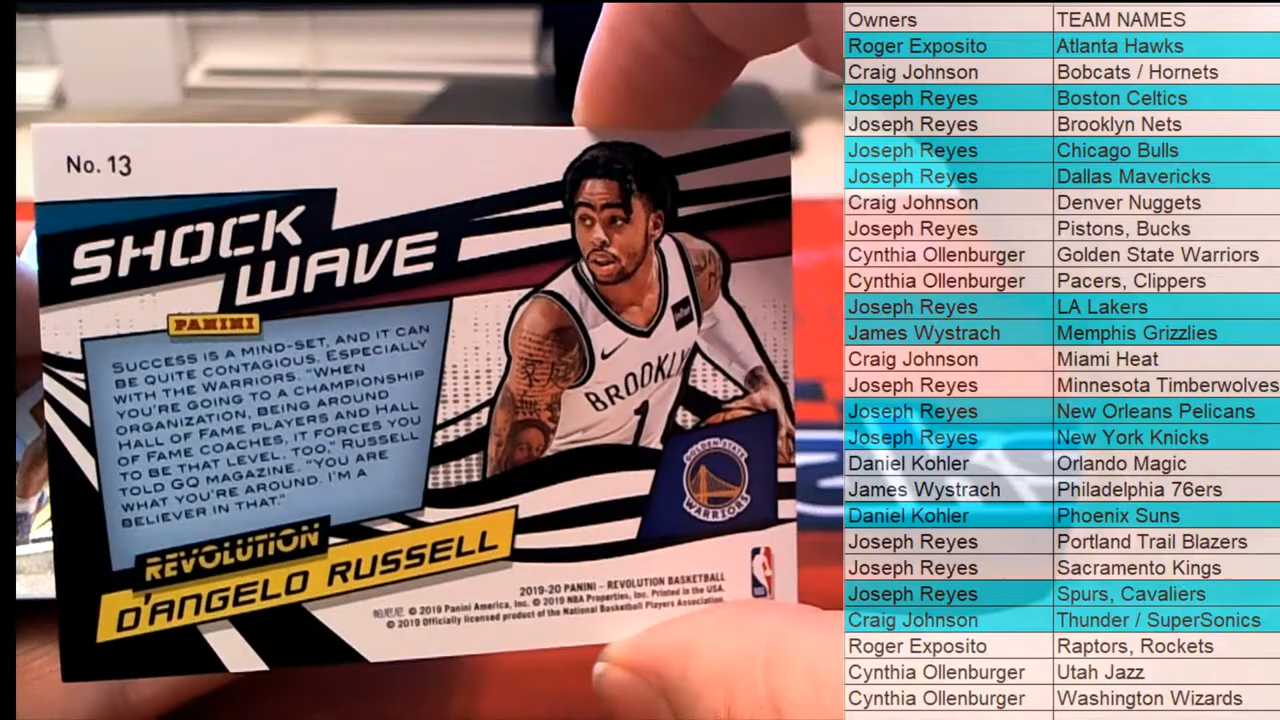 No. 13
SHOCK
WAVE
PANINI
SUCCESS IS A MIND-SET, AND IT CAN
BE QUITE CONTAGIOUS, ESPECIALLY
WITH THE WARRIORS. "WHEN
YOU'RE GOING TO A CHAMPIONSHIP
ORGANIZATION, BEING AROUND
HALL OF FAME PLAYERS AND HALL
OF FAME COACHES, IT FORCES YOU
TO BE THAT LEVEL, TOO," RUSSELL
TOLD GQ MAGAZINE. "YOU ARE
WHAT YOU'RE AROUND. I'M A
BELIEVER IN THAT."
BROOKLYN
1
GOLDEN STATE
WARRIORS
REVOLUTION
D'ANGELO RUSSELL
2019-20 PANINI – REVOLUTION BASKETBALL
帕尼尼 © 2019 Panini America, Inc. © 2019 NBA Properties, Inc. Printed in the USA.
© 2019 Officially licensed product of the National Basketball Players Association.
Owners TEAM NAMES
Roger Exposito Atlanta Hawks
Craig Johnson Bobcats / Hornets
Joseph Reyes Boston Celtics
Joseph Reyes Brooklyn Nets
Joseph Reyes Chicago Bulls
Joseph Reyes Dallas Mavericks
Craig Johnson Denver Nuggets
Joseph Reyes Pistons, Bucks
Cynthia Ollenburger Golden State Warriors
Cynthia Ollenburger Pacers, Clippers
Joseph Reyes LA Lakers
James Wystrach Memphis Grizzlies
Craig Johnson Miami Heat
Joseph Reyes Minnesota Timberwolves
Joseph Reyes New Orleans Pelicans
Joseph Reyes New York Knicks
Daniel Kohler Orlando Magic
James Wystrach Philadelphia 76ers
Daniel Kohler Phoenix Suns
Joseph Reyes Portland Trail Blazers
Joseph Reyes Sacramento Kings
Joseph Reyes Spurs, Cavaliers
Craig Johnson Thunder / SuperSonics
Roger Exposito Raptors, Rockets
Cynthia Ollenburger Utah Jazz
Cynthia Ollenburger Washington Wizards